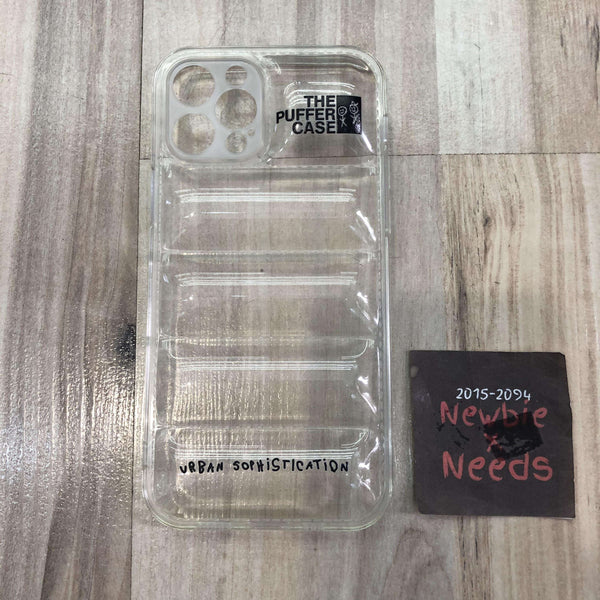 THE
PUFFER
CASE
URBAN SOPHISTICATION
2015-2094
Newbie
x
Needs